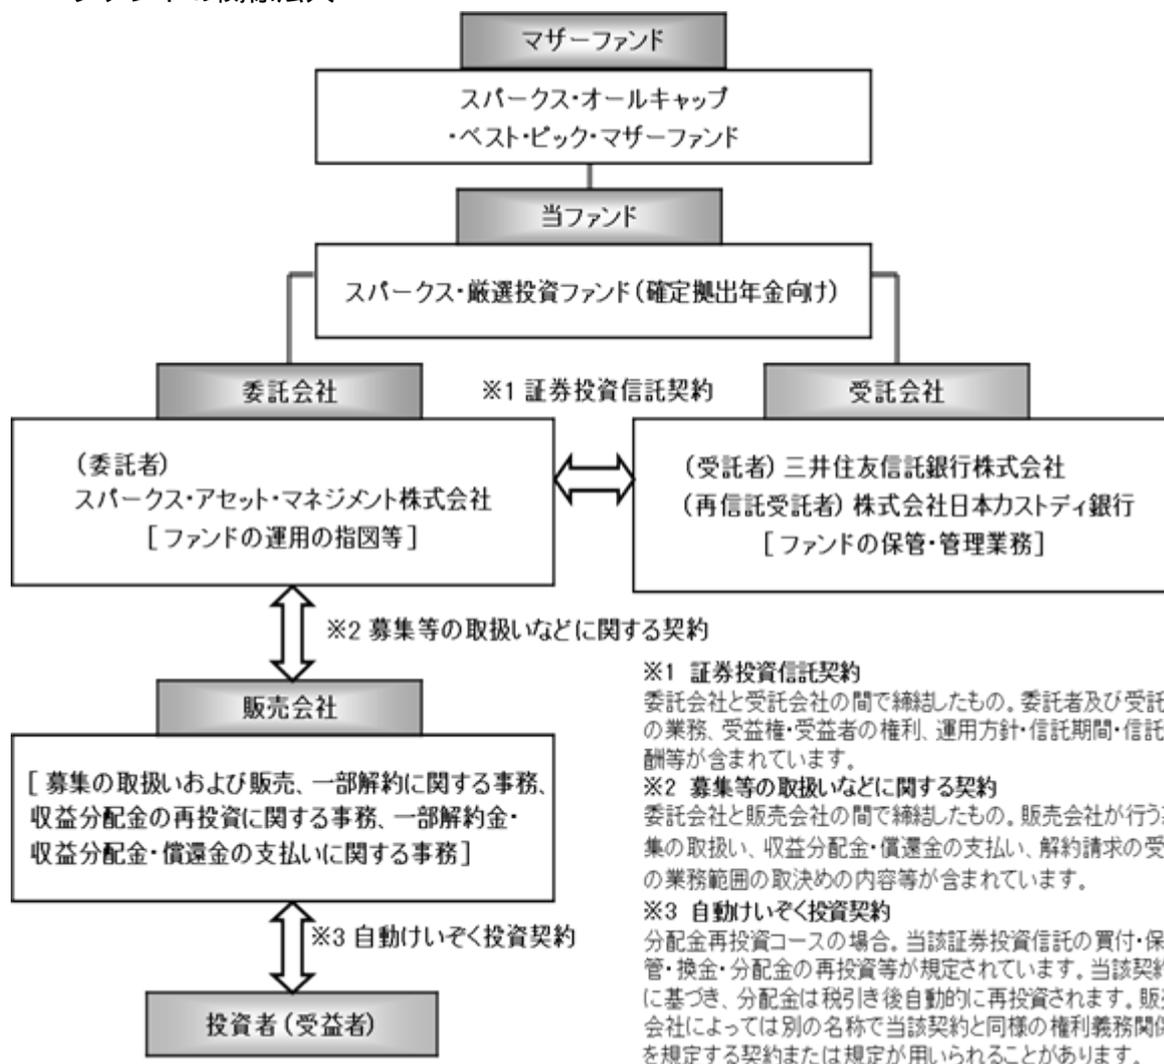 マザーファンド
スパークス・オールキャップ
・ベスト・ピック・マザーファンド
当ファンド
スパークス・厳選投資ファンド(確定拠出年金向け)
委託会社
※1 証券投資信託契約
受託会社
(委託者)
スパークス・アセット・マネジメント株式会社
[ファンドの運用の指図等]
(受託者) 三井住友信託銀行株式会社
(再信託受託者) 株式会社日本カストディ銀行
[ファンドの保管・管理業務]
※2 募集等の取扱いなどに関する契約
販売会社
[募集の取扱いおよび販売、一部解約に関する事務、
収益分配金の再投資に関する事務、一部解約金・
収益分配金・償還金の支払いに関する事務]
※3 自動けいぞく投資契約
投資者(受益者)
※1 証券投資信託契約
委託会社と受託会社の間で締結したもの。委託者及び受託
の業務、受益権・受益者の権利、運用方針・信託期間・信託
酬等が含まれています。
※2 募集等の取扱いなどに関する契約
委託会社と販売会社の間で締結したもの。販売会社が行う
集の取扱い、収益分配金・償還金の支払い、解約請求の受
の業務範囲の取決めの内容等が含まれています。
※3 自動けいぞく投資契約
分配金再投資コースの場合。当該証券投資信託の買付・保
管・換金・分配金の再投資等が規定されています。当該契約
に基づき、分配金は税引き後自動的に再投資されます。販売
会社によっては別の名称で当該契約と同様の権利義務関係
を規定する契約または規定が用いられることがあります。